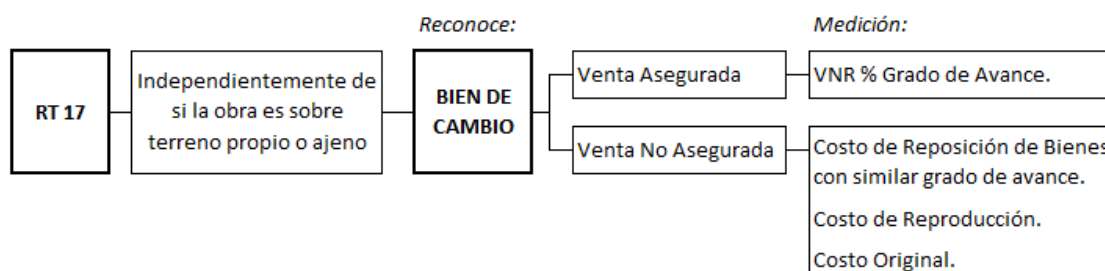 Reconoce:
Medición:
RT 17
Independientemente de
si la obra es sobre
terreno propio o ajeno
BIEN DE
CAMBIO
Venta Asegurada
VNR % Grado de Avance.
Venta No Asegurada
Costo de Reposición de Bienes
con similar grado de avance.
Costo de Reproducción.
Costo Original.